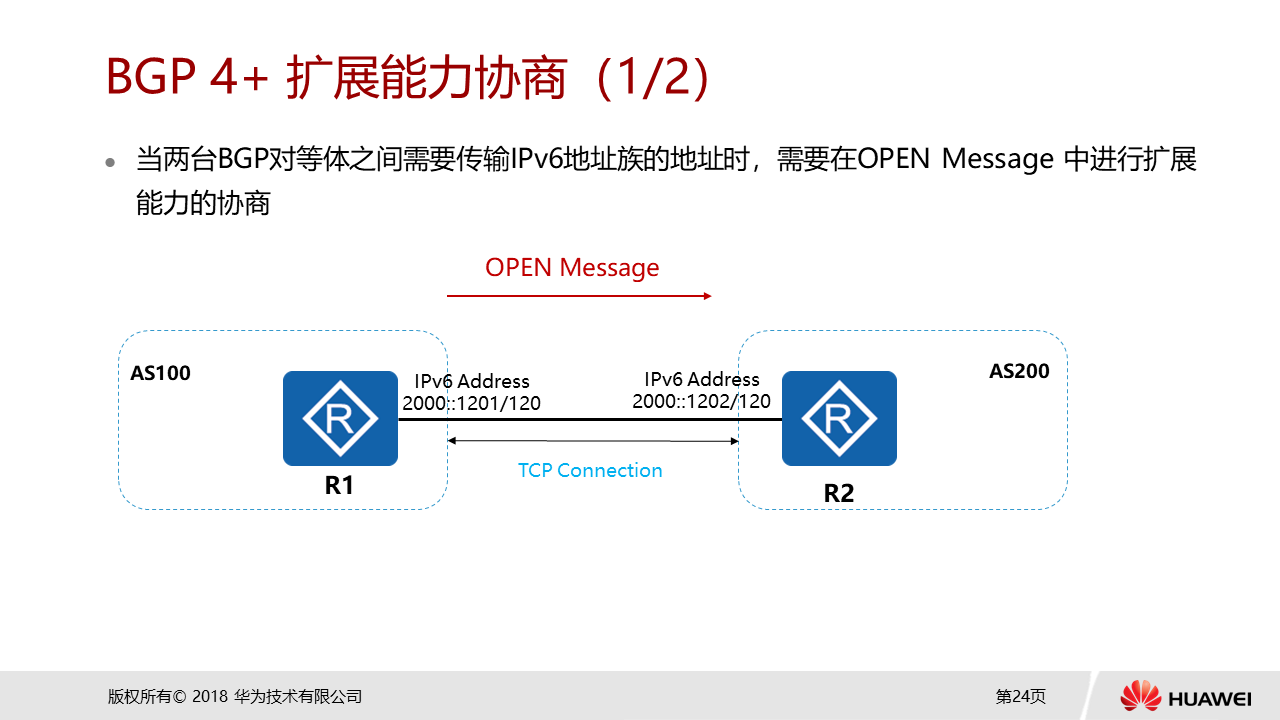 BGP 4+ 扩展能力协商（1/2）
当两台BGP对等体之间需要传输IPv6地址族的地址时，需要在OPEN Message 中进行扩展
能力的协商
OPEN Message
AS100
AS200
IPv6 Address
2000::1201/120
IPv6 Address
2000::1202/120
R
R
TCP Connection
R1
R2
版权所有© 2018 华为技术有限公司
第24页
HUAWEI